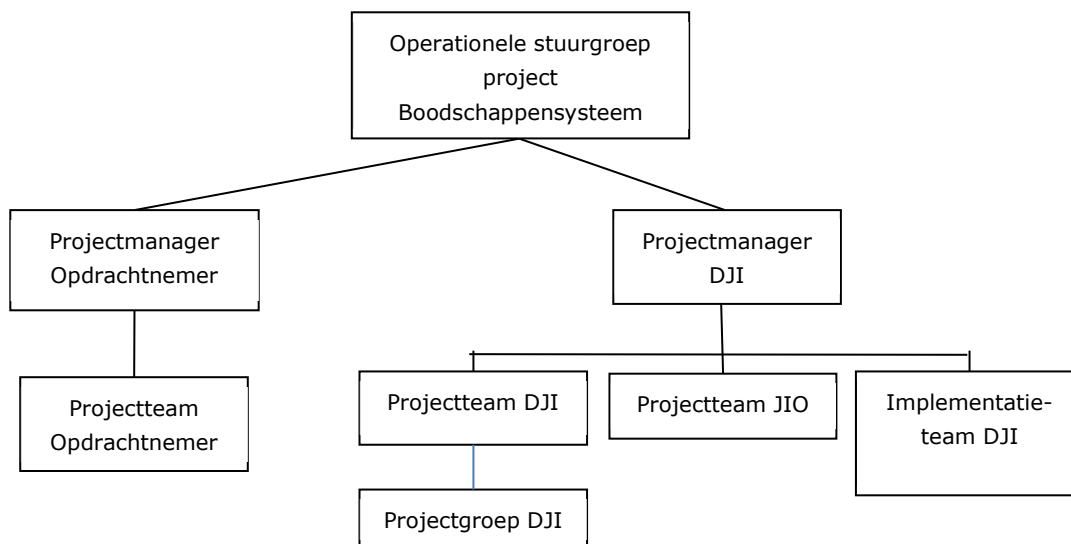 Operationele stuurgroep
project
Boodschappensysteem
Projectmanager
Opdrachtnemer
Projectmanager
DJI
Projectteam
Opdrachtnemer
Projectteam DJI
Projectteam JIO
Implementatie-
team DJI
Projectgroep DJI